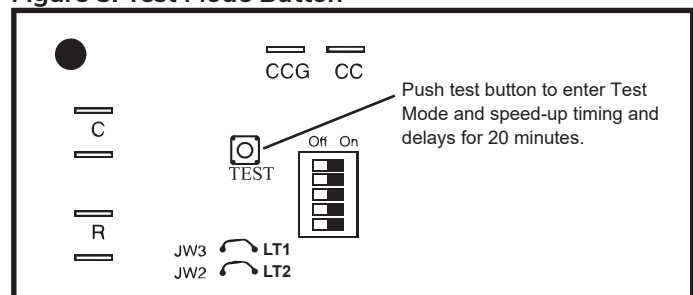 Figure 3: Test Mode Button
CCG CC
Push test button to enter Test
Mode and speed-up timing and
delays for 20 minutes.
C
Off On
TEST
R
JW3 LT1
JW2 LT2